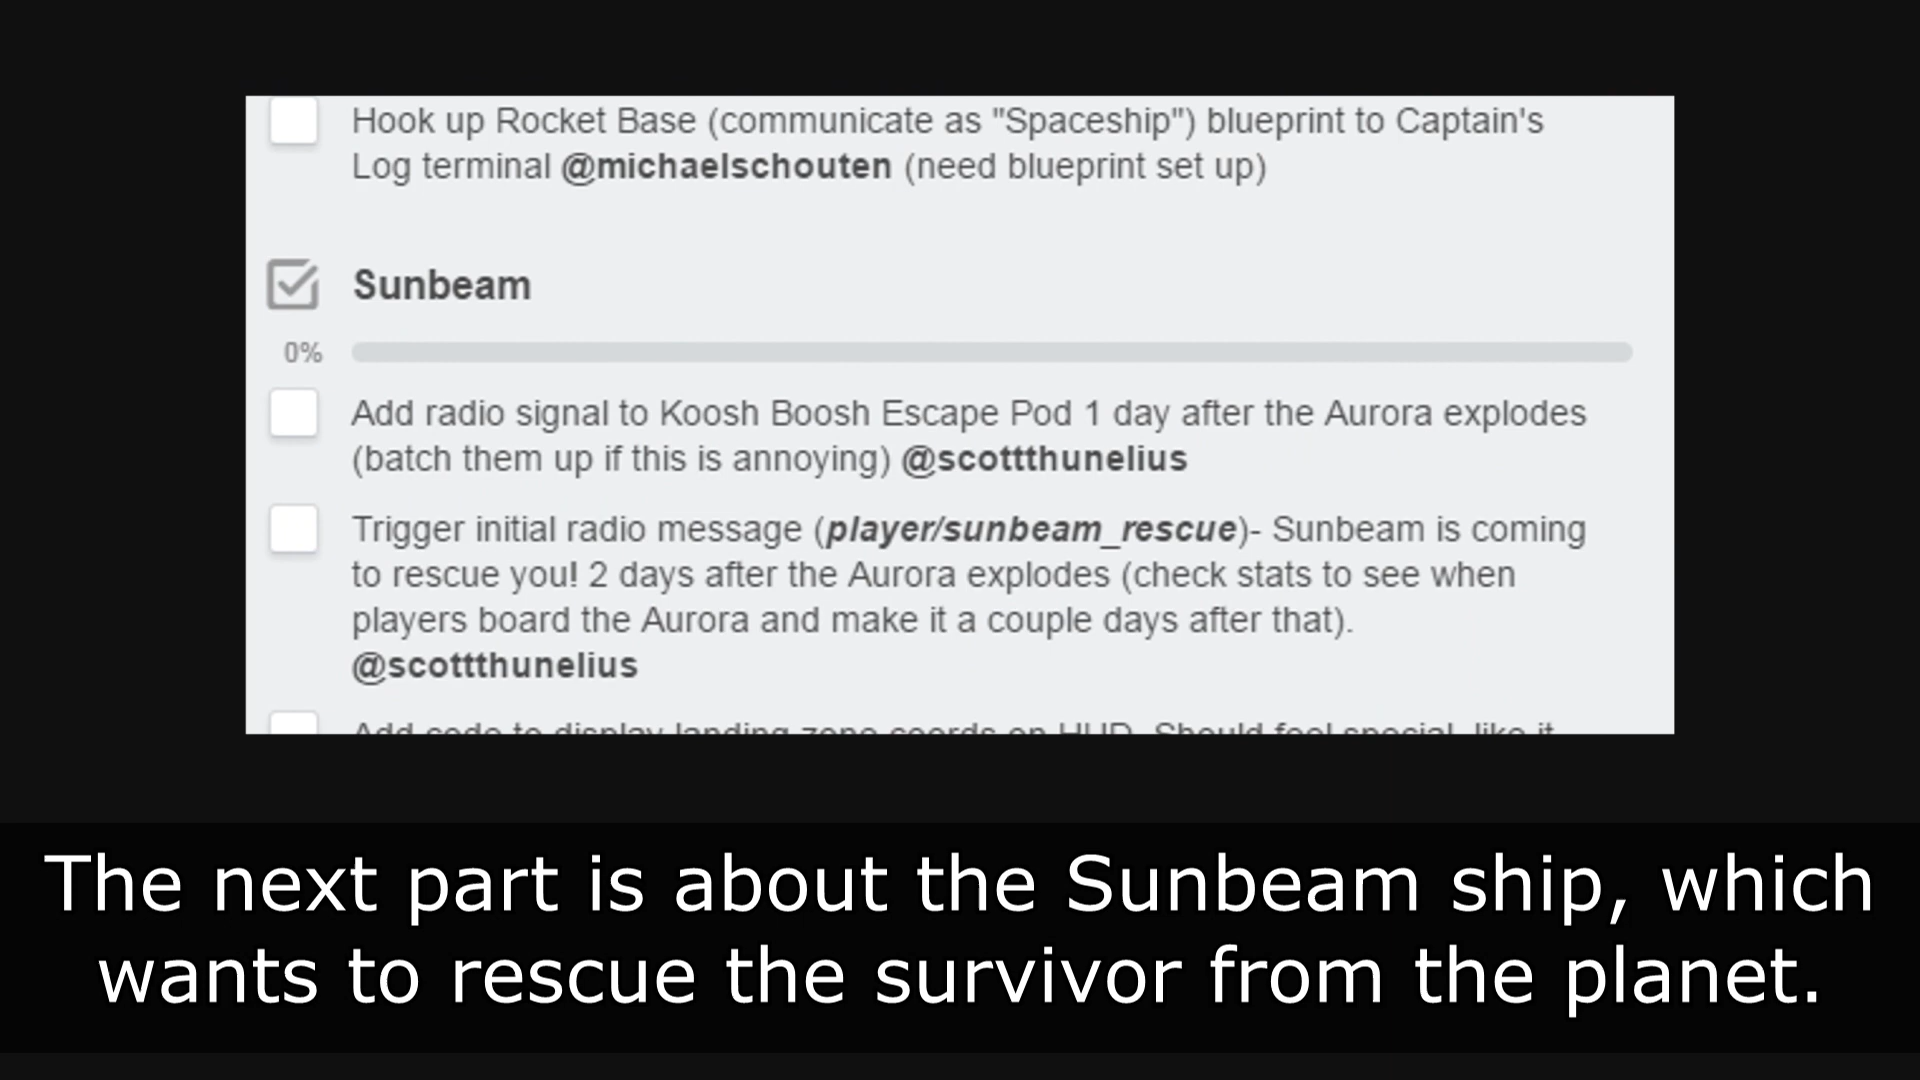 Hook up Rocket Base (communicate as "Spaceship") blueprint to Captain's
Log terminal @michaelschouten (need blueprint set up)
Sunbeam
0%
Add radio signal to Koosh Boosh Escape Pod 1 day after the Aurora explodes
(batch them up if this is annoying) @scottthunelius
Trigger initial radio message (player/sunbeam_rescue)- Sunbeam is coming
to rescue you! 2 days after the Aurora explodes (check stats to see when
players board the Aurora and make it a couple days after that).
@scottthunelius
Add code to display landing zone coords on HUD. Should feel special, like it
The next part is about the Sunbeam ship, which
wants to rescue the survivor from the planet.